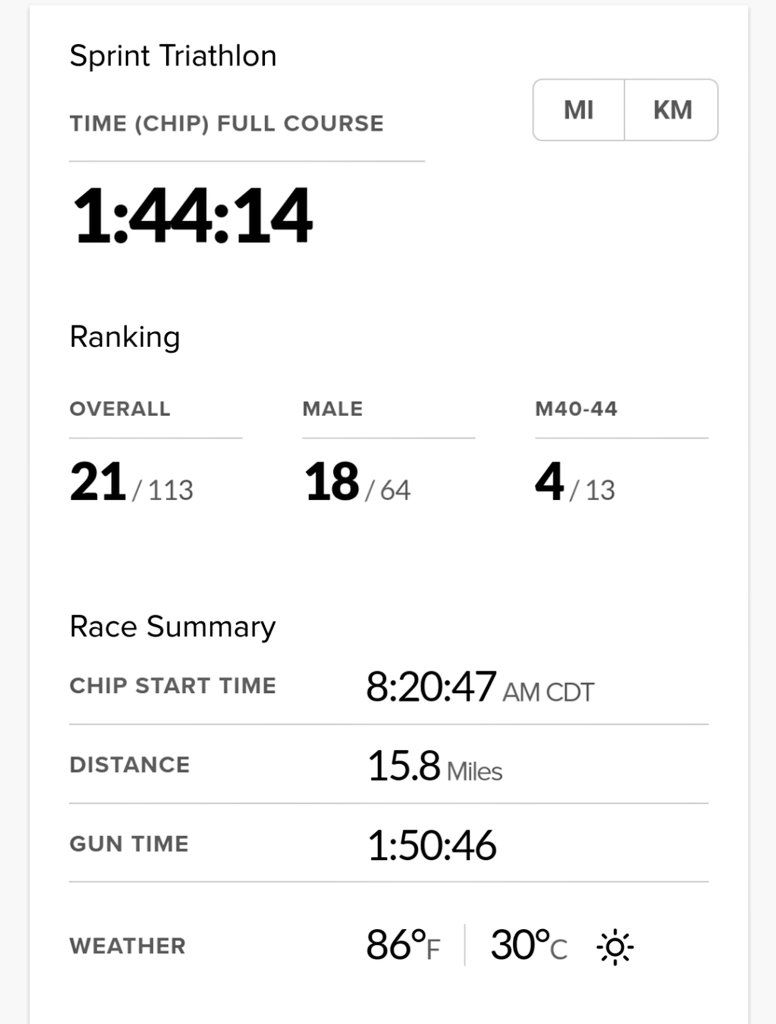 Sprint Triathlon
TIME (CHIP) FULL COURSE
MI KM
1:44:14
Ranking
OVERALL MALE M40-44
21 / 113 18 / 64 4 / 13
Race Summary
CHIP START TIME 8:20:47 AM CDT
DISTANCE 15.8 Miles
GUN TIME 1:50:46
WEATHER 86°F 30°C